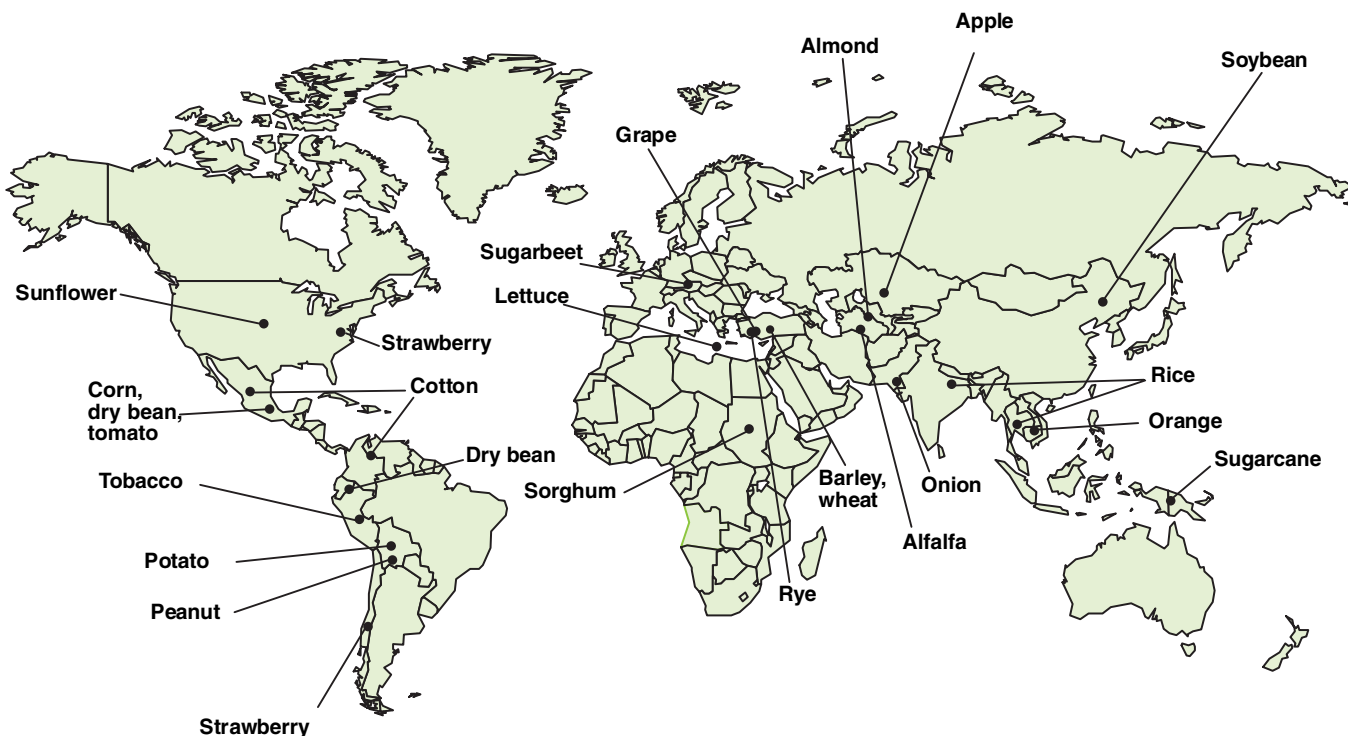 Apple
Almond
Soybean
Grape
Sugarbeet
Lettuce
Sunflower
Strawberry
Cotton
Corn,
dry bean,
tomato
Rice
Orange
Dry bean
Tobacco
Sorghum
Barley,
wheat
Onion
Sugarcane
Alfalfa
Potato
Rye
Peanut
Strawberry